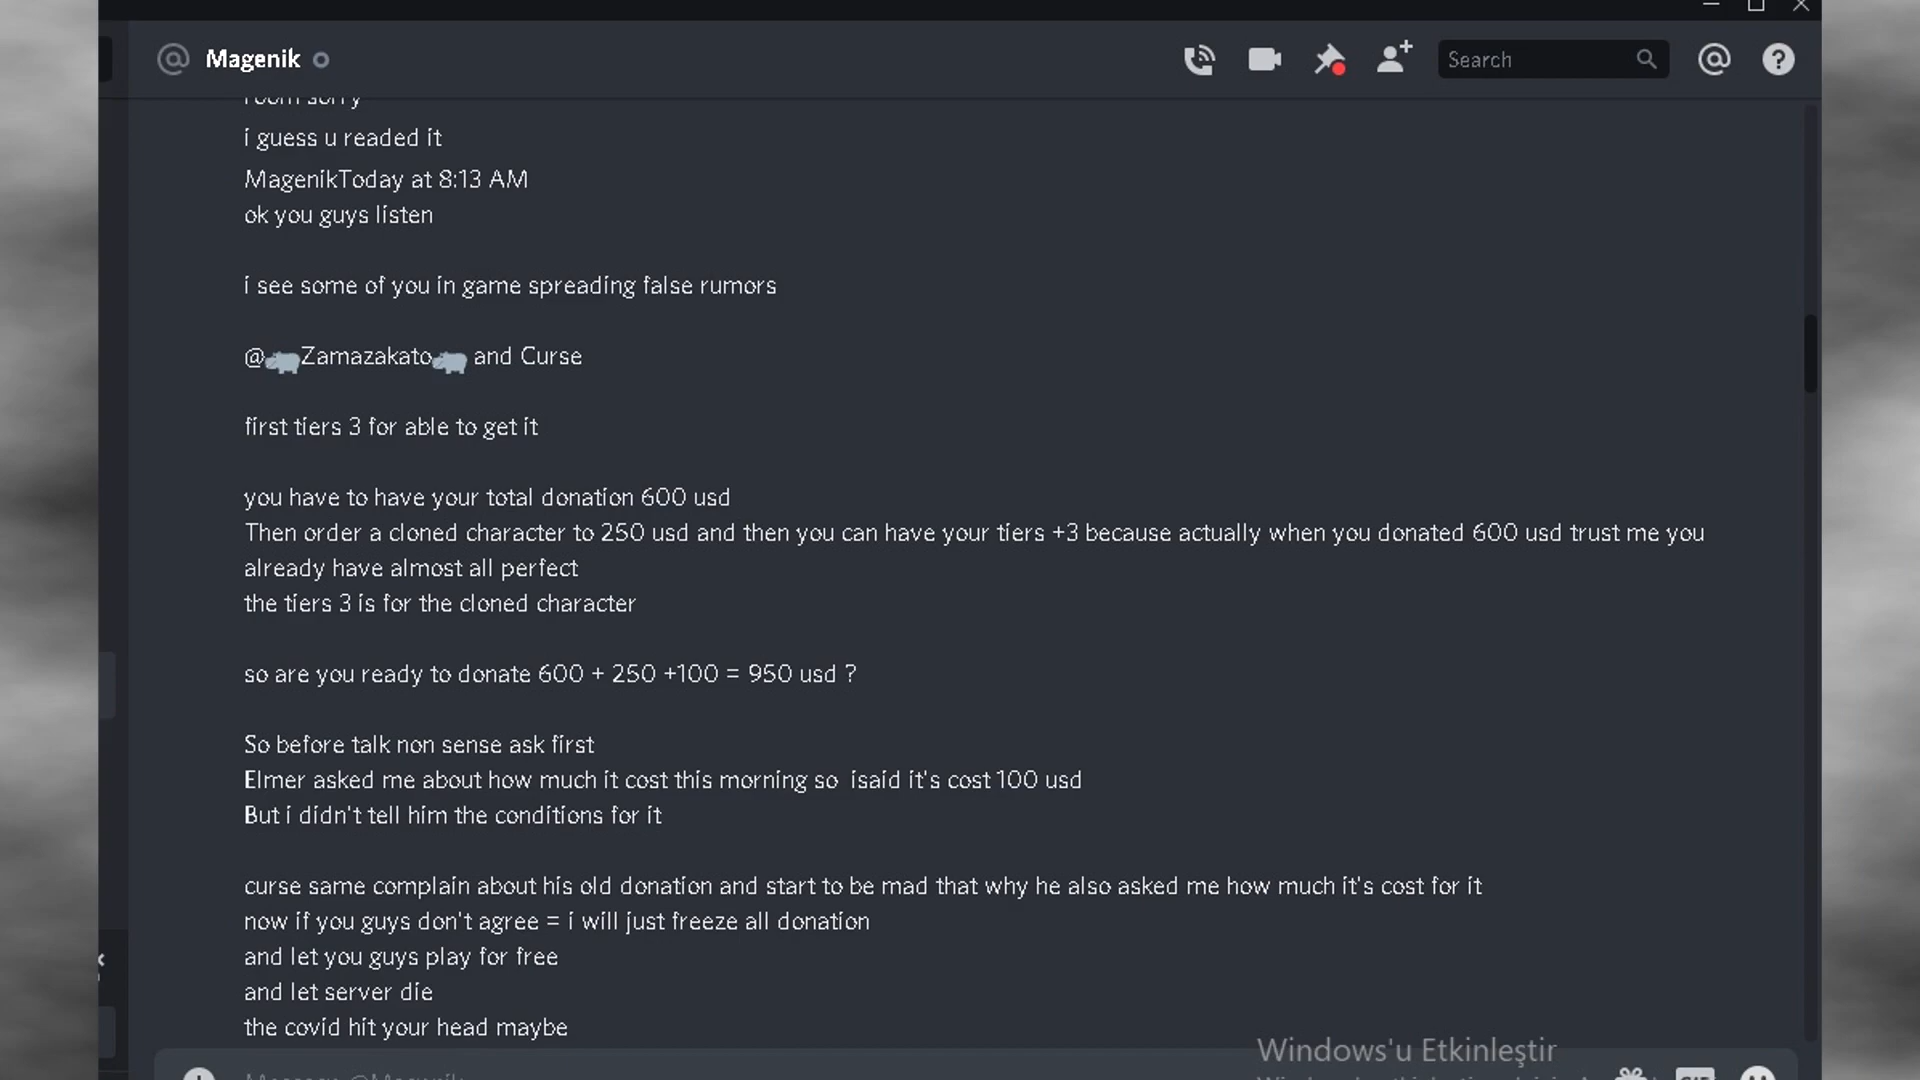 Magenik
Search
room sorry
i guess u readed it
MagenikToday at 8:13 AM
ok you guys listen
i see some of you in game spreading false rumors
@🦛Zamazakato🦛 and Curse
first tiers 3 for able to get it
you have to have your total donation 600 usd
Then order a cloned character to 250 usd and then you can have your tiers +3 because actually when you donated 600 usd trust me you
already have almost all perfect
the tiers 3 is for the cloned character
so are you ready to donate 600 + 250 +100 = 950 usd ?
So before talk non sense ask first
Elmer asked me about how much it cost this morning so isaid it's cost 100 usd
But i didn't tell him the conditions for it
curse same complain about his old donation and start to be mad that why he also asked me how much it's cost for it
now if you guys don't agree = i will just freeze all donation
and let you guys play for free
and let server die
the covid hit your head maybe
Windows'u Etkinleştir
Message @Magenik